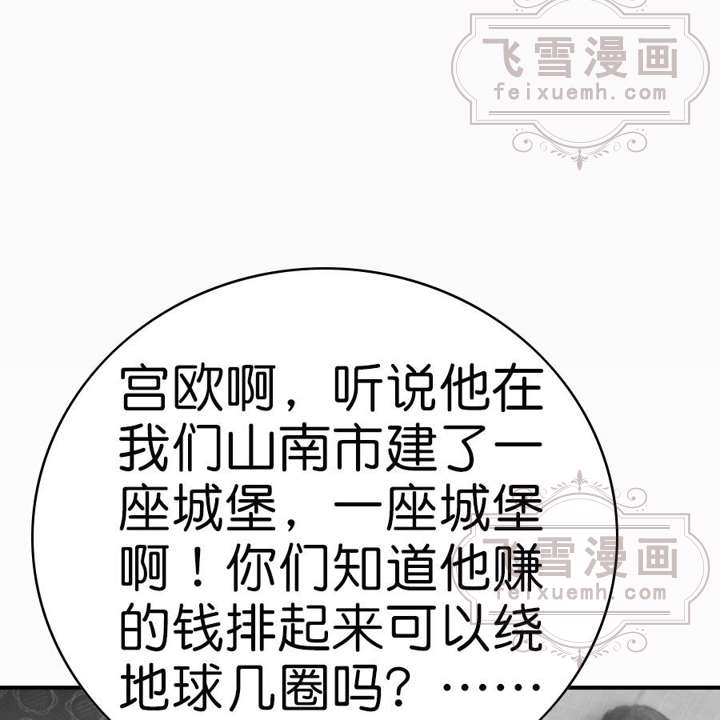 飞雪漫画
feixuemh.com
宫欧啊，听说他在
我们山南市建了一
座城堡，一座城堡
啊！你们知道他赚
的钱排起来可以绕
地球几圈吗？……
飞雪漫画
feixuemh.com